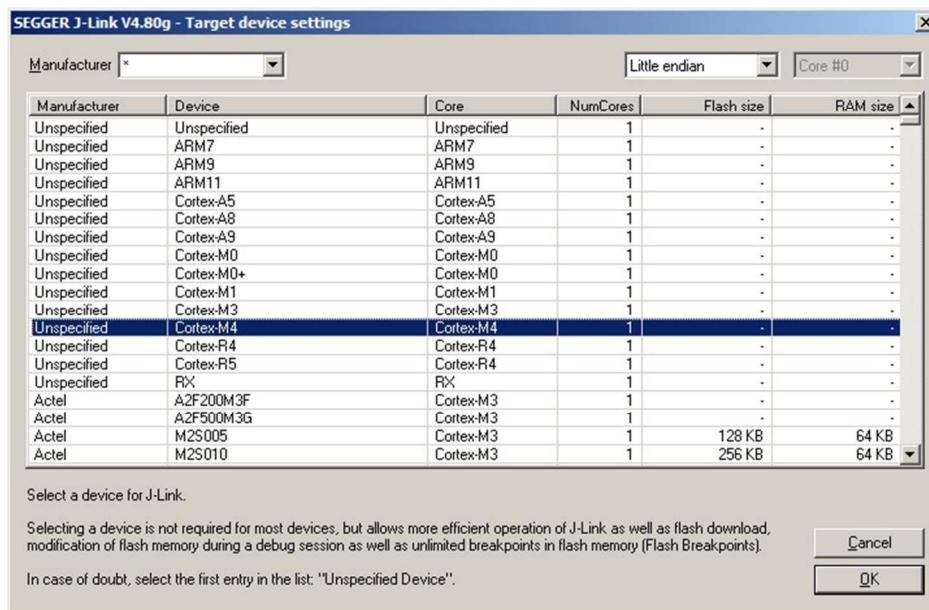 SEGGER J-Link V4.80g - Target device settings
Manufacturer * Little endian Core #0
Manufacturer Device Core NumCores Flash size RAM size
Unspecified Unspecified Unspecified 1 - -
Unspecified ARM7 ARM7 1 - -
Unspecified ARM9 ARM9 1 - -
Unspecified ARM11 ARM11 1 - -
Unspecified Cortex-A5 Cortex-A5 1 - -
Unspecified Cortex-A8 Cortex-A8 1 - -
Unspecified Cortex-A9 Cortex-A9 1 - -
Unspecified Cortex-M0 Cortex-M0 1 - -
Unspecified Cortex-M0+ Cortex-M0 1 - -
Unspecified Cortex-M1 Cortex-M1 1 - -
Unspecified Cortex-M3 Cortex-M3 1 - -
Unspecified Cortex-M4 Cortex-M4 1 - -
Unspecified Cortex-R4 Cortex-R4 1 - -
Unspecified Cortex-R5 Cortex-R4 1 - -
Unspecified RX RX 1 - -
Actel A2F200M3F Cortex-M3 1 - -
Actel A2F500M3G Cortex-M3 1 - -
Actel M2S005 Cortex-M3 1 128 KB 64 KB
Actel M2S010 Cortex-M3 1 256 KB 64 KB
Select a device for J-Link.
Selecting a device is not required for most devices, but allows more efficient operation of J-Link as well as flash download,
modification of flash memory during a debug session as well as unlimited breakpoints in flash memory (Flash Breakpoints).
Cancel
In case of doubt, select the first entry in the list: "Unspecified Device".
OK